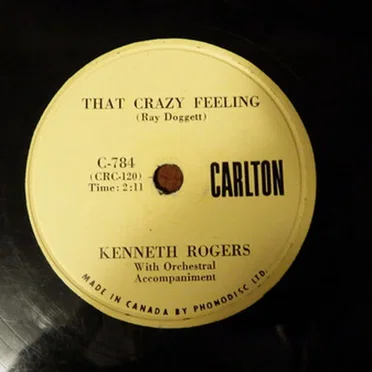 THAT CRAZY FEELING
(Ray Doggett)
C-784
(CRC-120)
Time: 2:11
CARLTON
KENNETH ROGERS
With Orchestral
Accompaniment
MADE IN CANADA BY PHONODISC LTD.